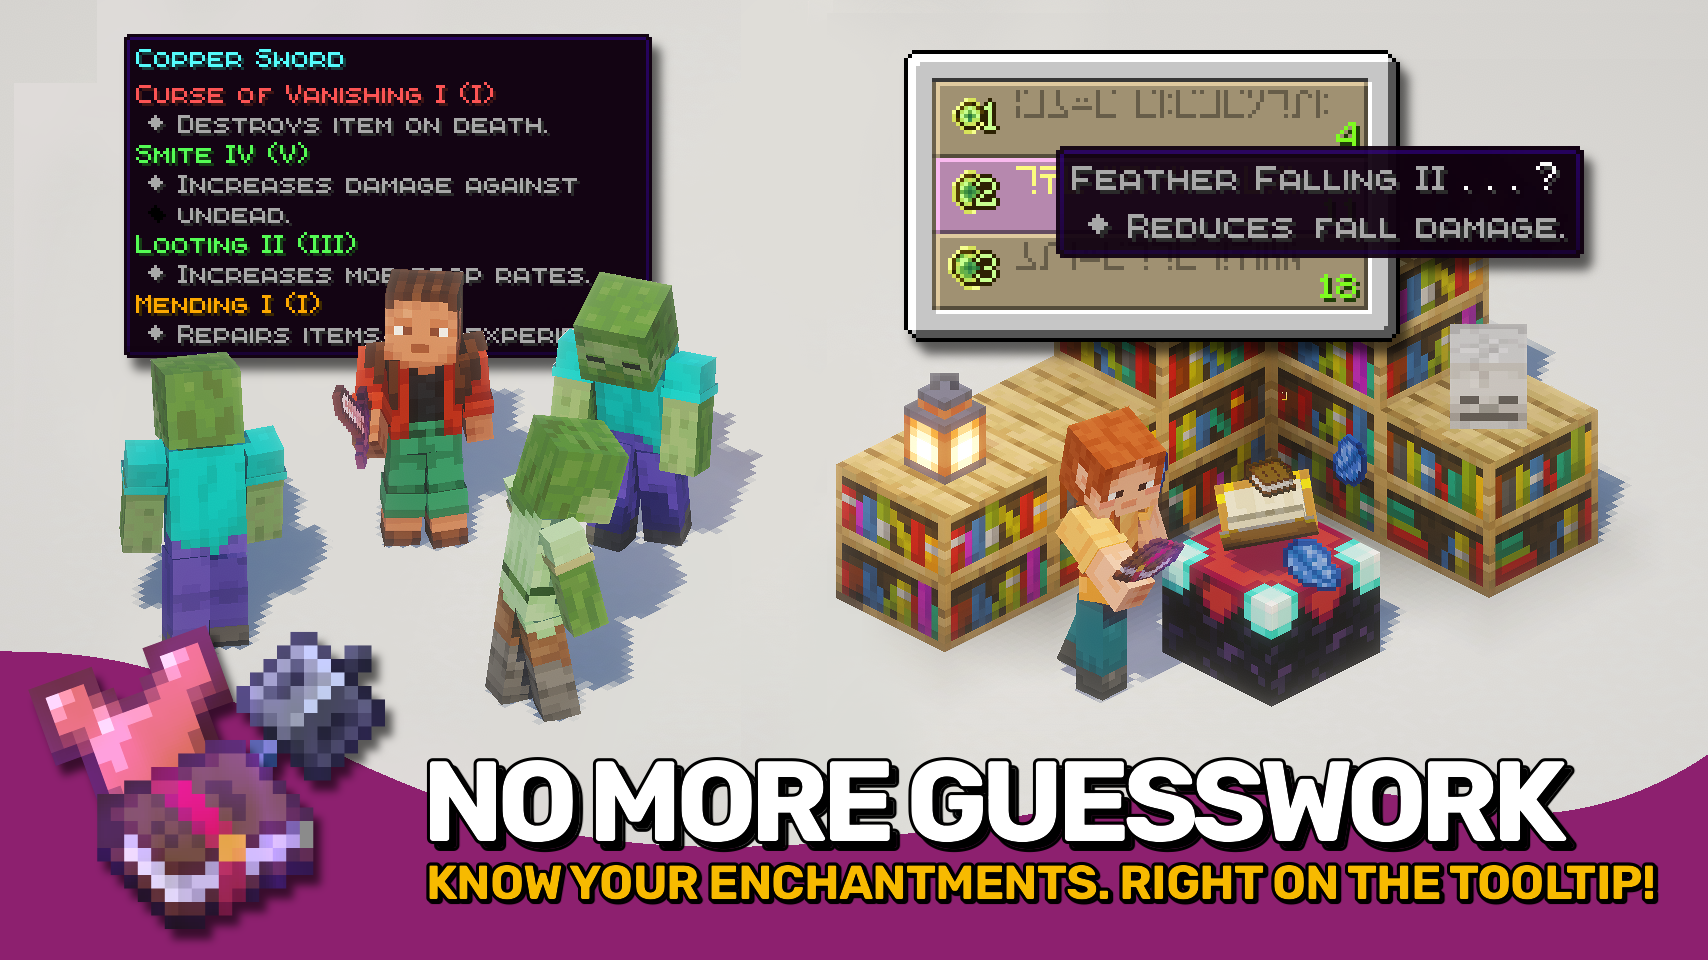 Copper Sword
Curse of Vanishing I (I)
Destroys item on death.
Smite IV (V)
Increases damage against
undead.
Looting II (III)
Increases mob drop rates.
Mending I (I)
Repairs items
1
4
2
Feather Falling II . . . ?
Reduces fall damage.
3
18
NO MORE GUESSWORK
KNOW YOUR ENCHANTMENTS. RIGHT ON THE TOOLTIP!